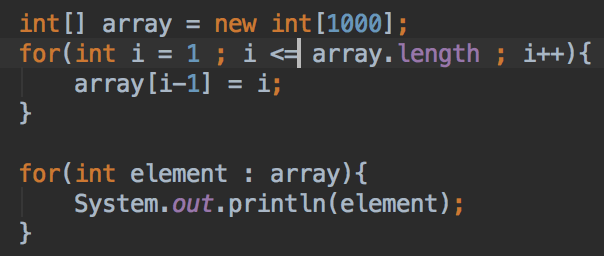 int[] array = new int[1000];
for(int i = 1 ; i <= array.length ; i++){
    array[i-1] = i;
}

for(int element : array){
    System.out.println(element);
}